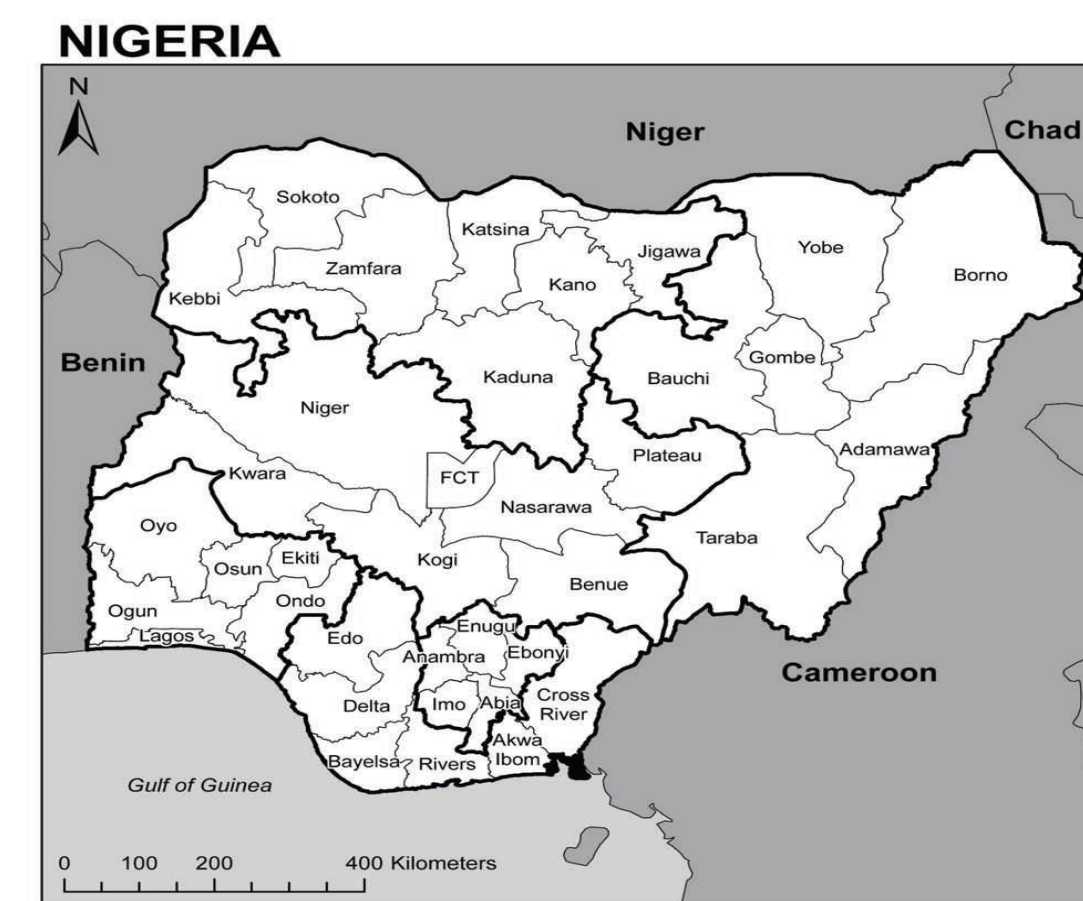 NIGERIA
N
Niger
Chad
Sokoto
Katsina
Jigawa
Yobe
Zamfara
Kano
Borno
Kebbi
Benin
Gombe
Kaduna
Bauchi
Niger
Adamawa
Plateau
Kwara
FCT
Nasarawa
Oyo
Taraba
Kogi
Ekiti
Osun
Benue
Ondo
Ogun
Lagos
Edo
Enugu
Anambra
Ebonyi
Cameroon
Delta
Imo
Abia
Cross
River
Akwa
Ibom
Bayelsa
Rivers
Gulf of Guinea
0 100 200 400 Kilometers